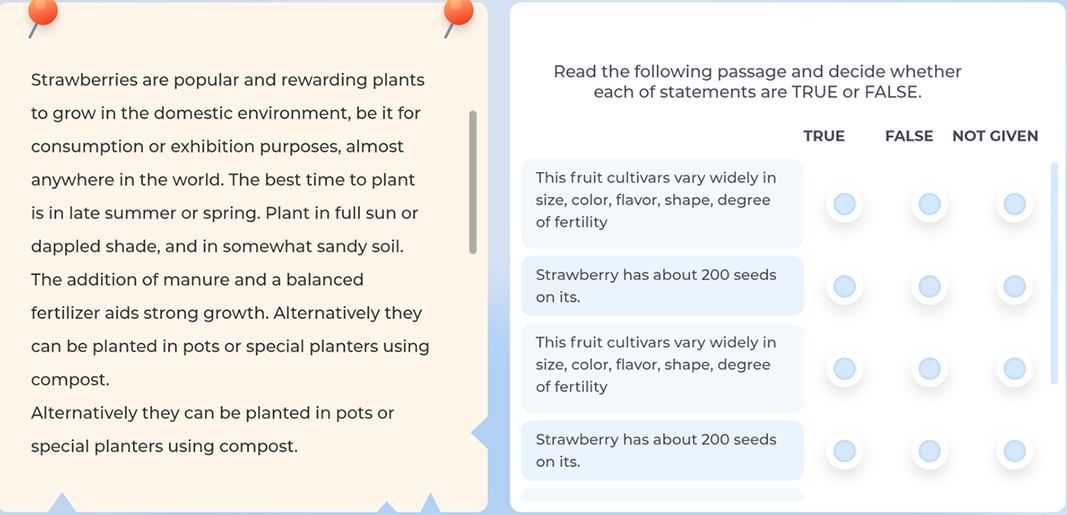 Strawberries are popular and rewarding plants
to grow in the domestic environment, be it for
consumption or exhibition purposes, almost
anywhere in the world. The best time to plant
is in late summer or spring. Plant in full sun or
dappled shade, and in somewhat sandy soil.
The addition of manure and a balanced
fertilizer aids strong growth. Alternatively they
can be planted in pots or special planters using
compost.
Alternatively they can be planted in pots or
special planters using compost.
Read the following passage and decide whether
each of statements are TRUE or FALSE.
TRUE FALSE NOT GIVEN
This fruit cultivars vary widely in
size, color, flavor, shape, degree
of fertility
Strawberry has about 200 seeds
on its.
This fruit cultivars vary widely in
size, color, flavor, shape, degree
of fertility
Strawberry has about 200 seeds
on its.